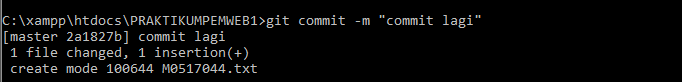 C:\xampp\htdocs\PRAKTIKUMPEMWEB1>git commit -m "commit lagi"
[master 2a1827b] commit lagi
 1 file changed, 1 insertion(+)
 create mode 100644 M0517044.txt